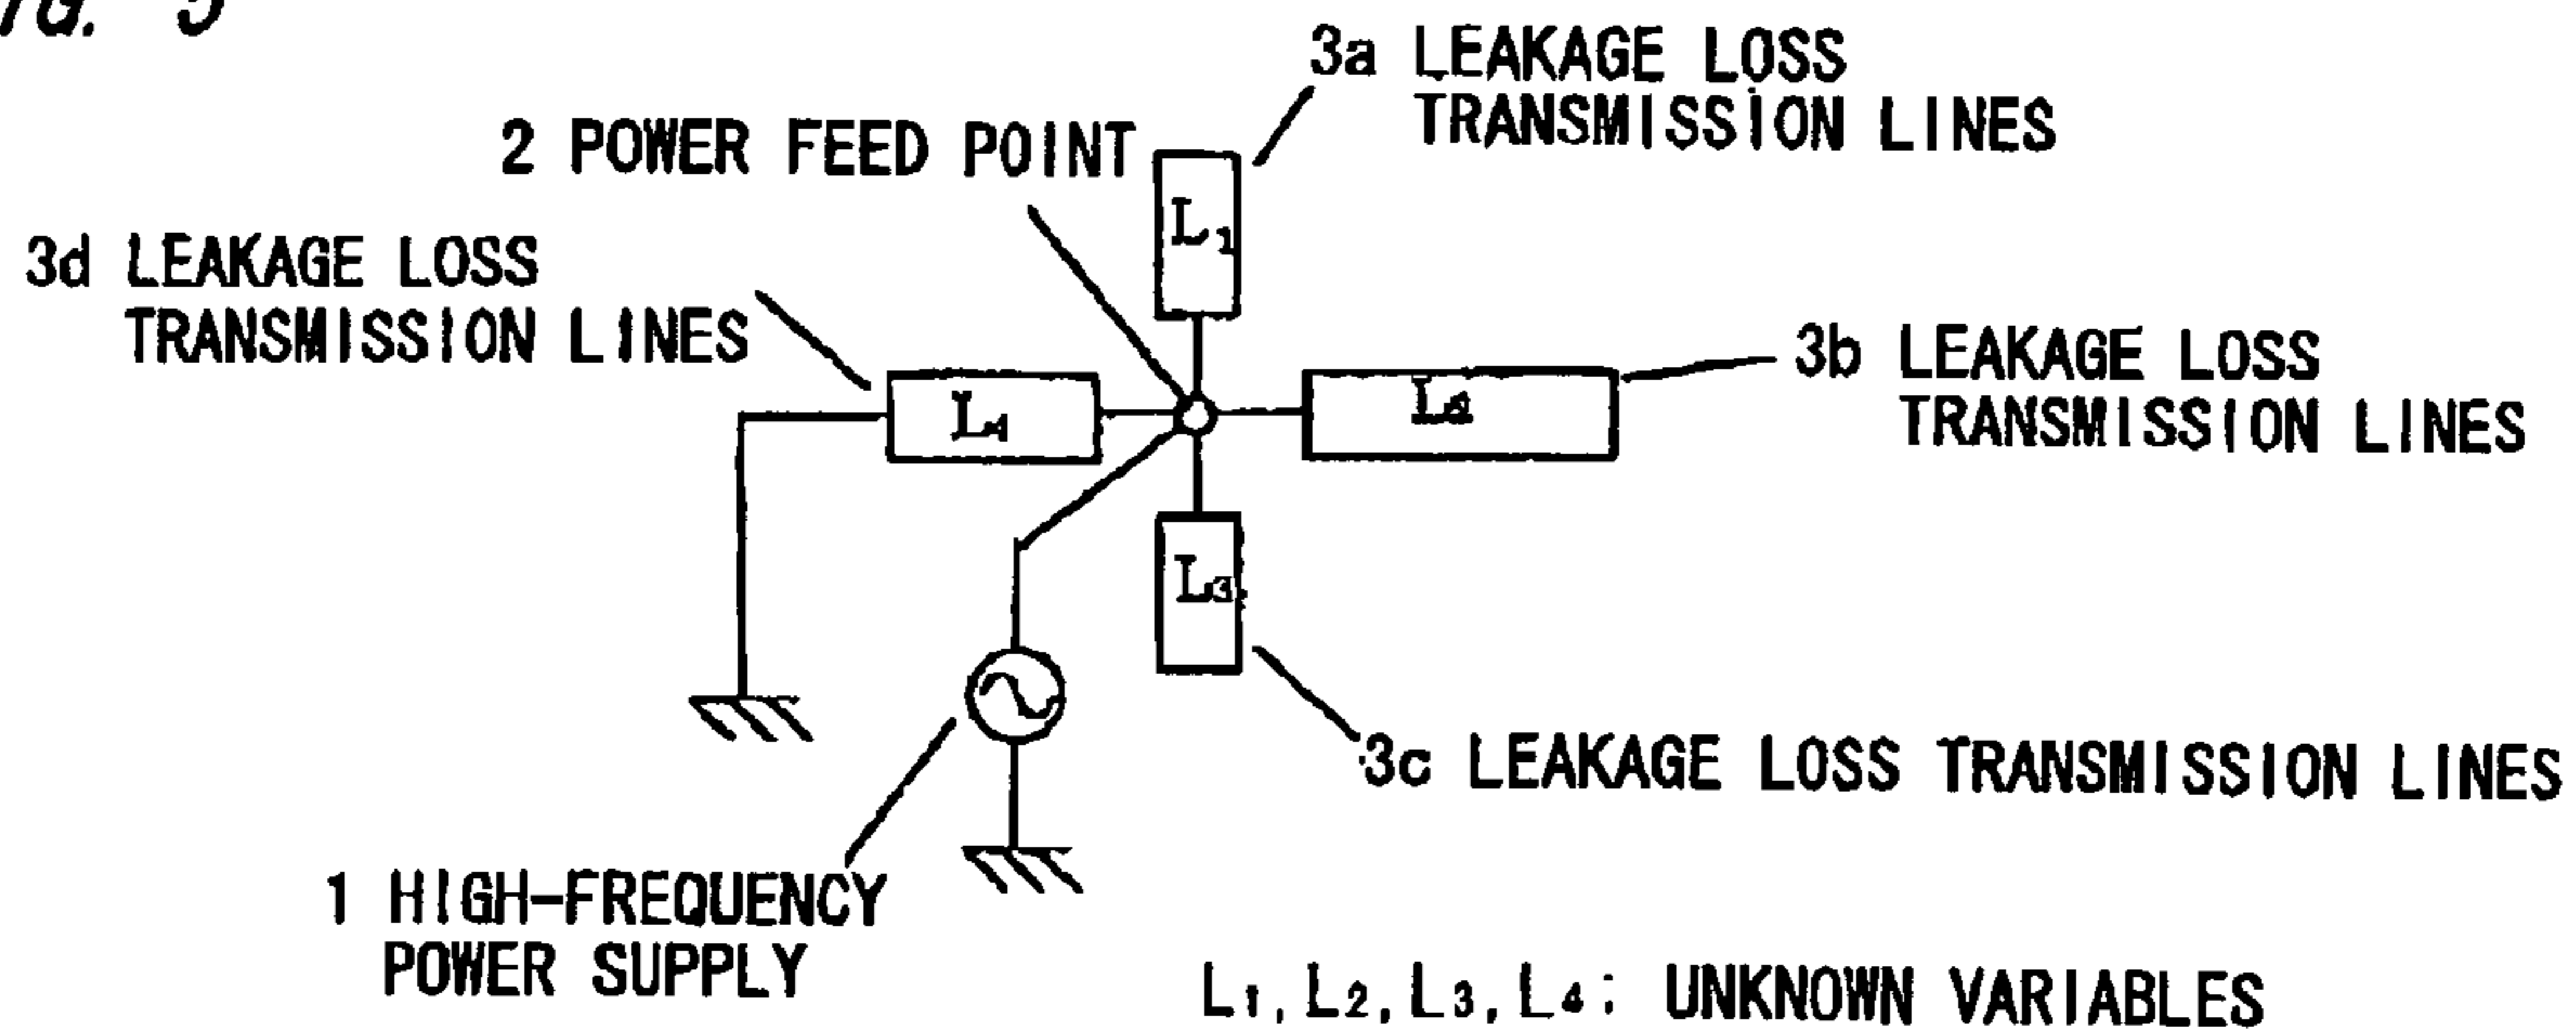 3a LEAKAGE LOSS
TRANSMISSION LINES
2 POWER FEED POINT
L1
3d LEAKAGE LOSS
TRANSMISSION LINES
3b LEAKAGE LOSS
TRANSMISSION LINES
L4
L3
3c LEAKAGE LOSS TRANSMISSION LINES
1 HIGH-FREQUENCY
POWER SUPPLY
L1, L2, L3, L4: UNKNOWN VARIABLES